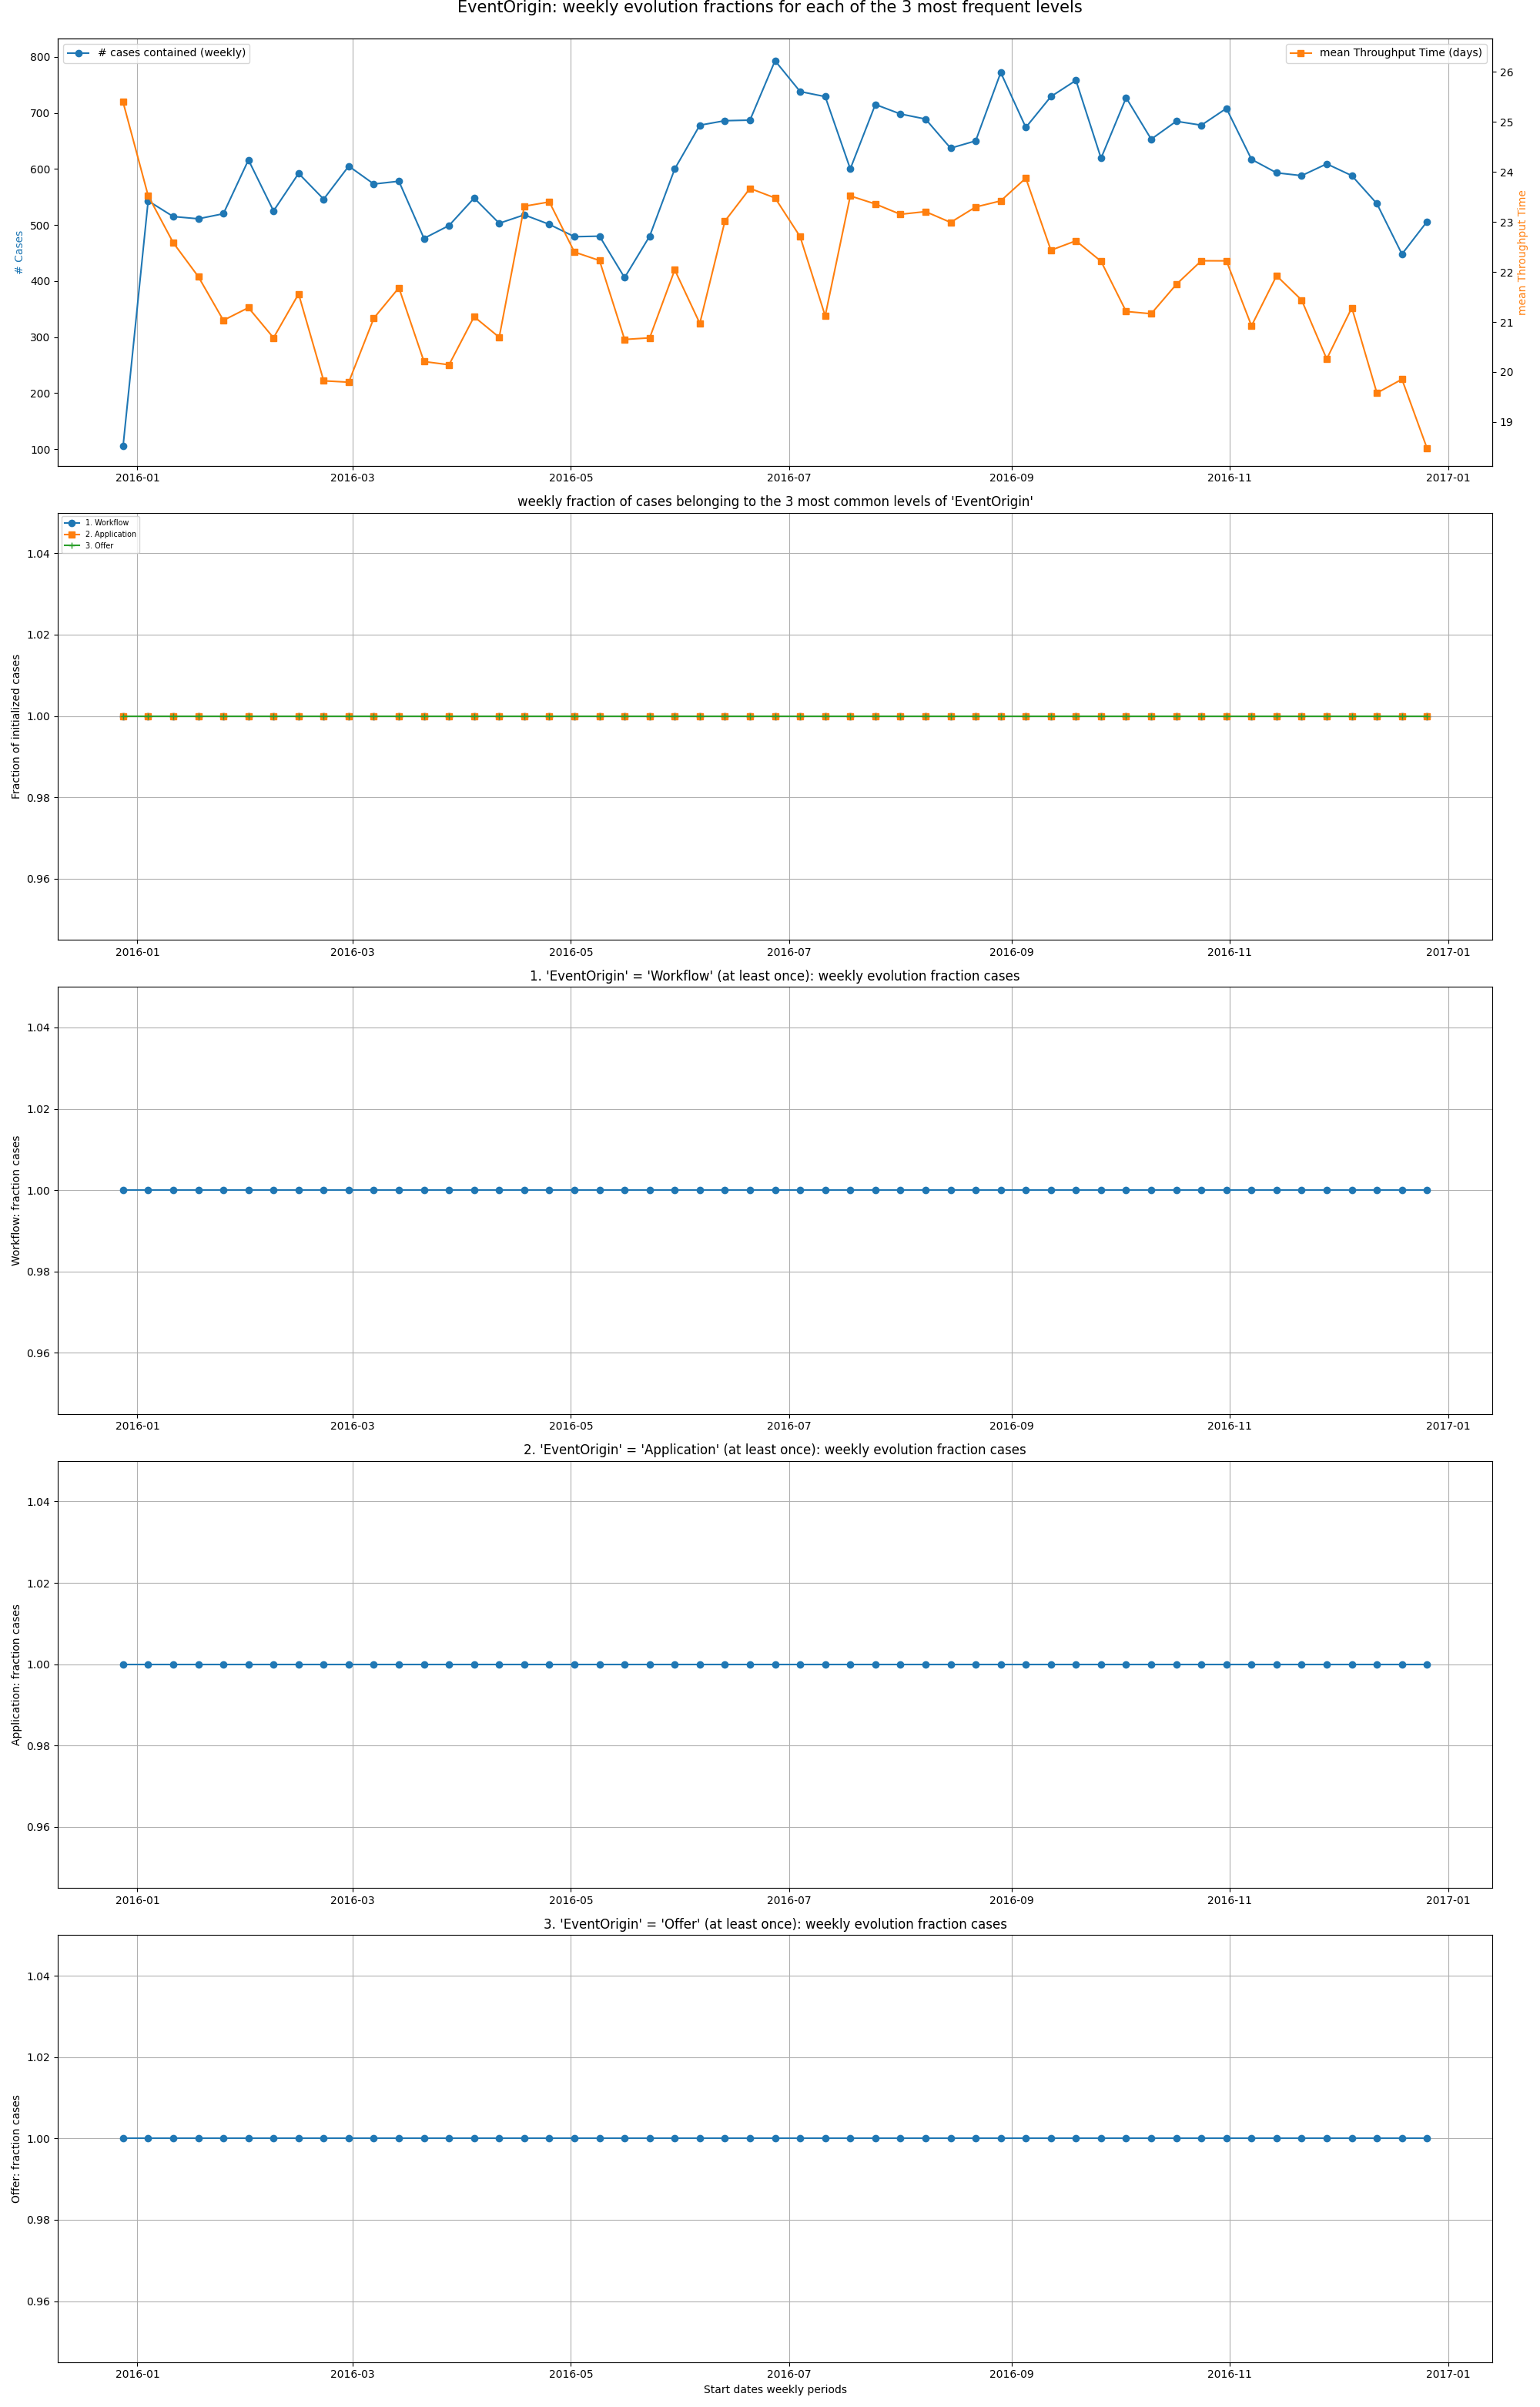 EventOrigin: weekly evolution fractions for each of the 3 most frequent levels
# cases contained (weekly)
mean Throughput Time (days)
# Cases
mean Throughput Time
800
700
600
500
400
300
200
100
26
25
24
23
22
21
20
19
2016-01 2016-03 2016-05 2016-07 2016-09 2016-11 2017-01
weekly fraction of cases belonging to the 3 most common levels of 'EventOrigin'
1. Workflow
2. Application
3. Offer
Fraction of initialized cases
1.04
1.02
1.00
0.98
0.96
2016-01 2016-03 2016-05 2016-07 2016-09 2016-11 2017-01
1. 'EventOrigin' = 'Workflow' (at least once): weekly evolution fraction cases
Workflow: fraction cases
1.04
1.02
1.00
0.98
0.96
2016-01 2016-03 2016-05 2016-07 2016-09 2016-11 2017-01
2. 'EventOrigin' = 'Application' (at least once): weekly evolution fraction cases
Application: fraction cases
1.04
1.02
1.00
0.98
0.96
2016-01 2016-03 2016-05 2016-07 2016-09 2016-11 2017-01
3. 'EventOrigin' = 'Offer' (at least once): weekly evolution fraction cases
Offer: fraction cases
1.04
1.02
1.00
0.98
0.96
2016-01 2016-03 2016-05 2016-07 2016-09 2016-11 2017-01
Start dates weekly periods